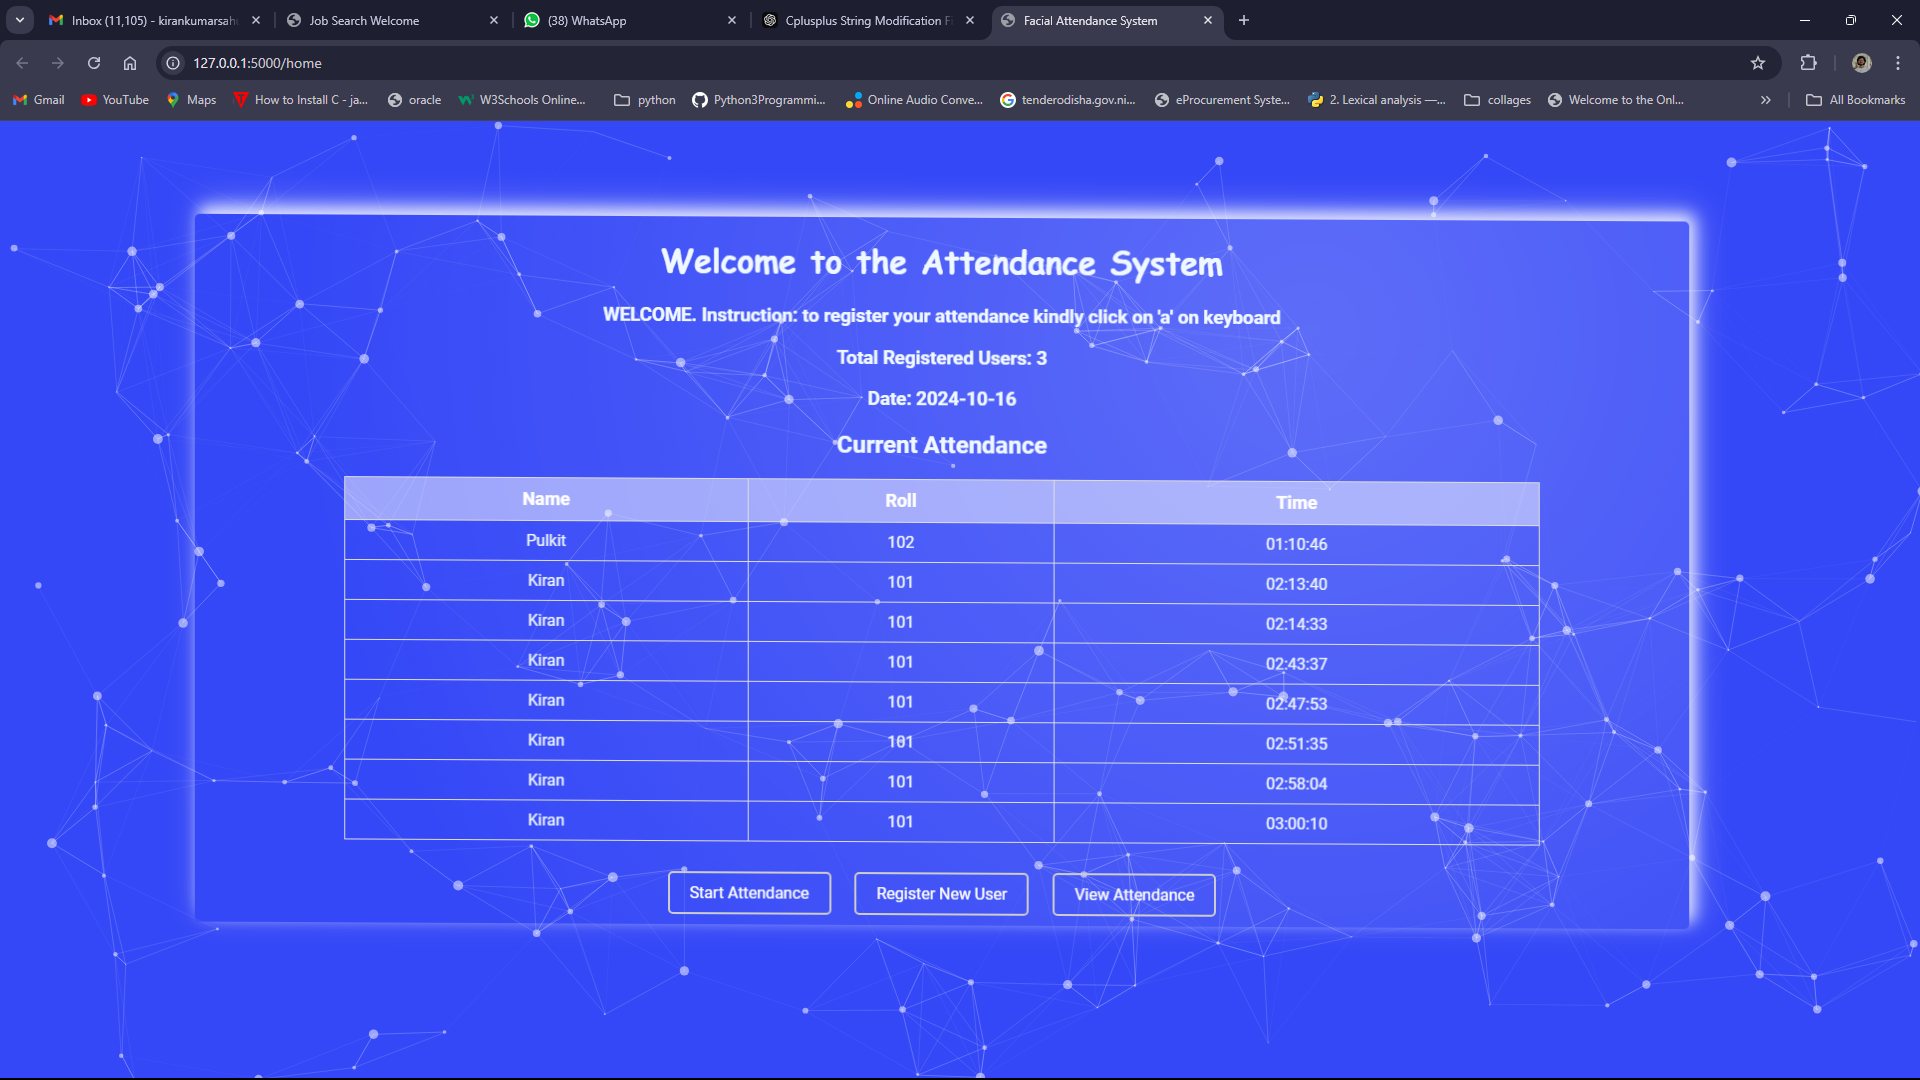 Inbox (11,105) - kirankumarsah
Job Search Welcome
(38) WhatsApp
Cplusplus String Modification F
Facial Attendance System
127.0.0.1:5000/home
Gmail
YouTube
Maps
How to Install C - ja...
oracle
W3Schools Online...
python
Python3Programmi...
Online Audio Conve...
tenderodisha.gov.ni...
eProcurement Syste...
2. Lexical analysis —...
collages
Welcome to the Onl...
All Bookmarks
Welcome to the Attendance System
WELCOME. Instruction: to register your attendance kindly click on 'a' on keyboard
Total Registered Users: 3
Date: 2024-10-16
Current Attendance
Name Roll Time
Pulkit 102 01:10:46
Kiran 101 02:13:40
Kiran 101 02:14:33
Kiran 101 02:43:37
Kiran 101 02:47:53
Kiran 101 02:51:35
Kiran 101 02:58:04
Kiran 101 03:00:10
Start Attendance
Register New User
View Attendance